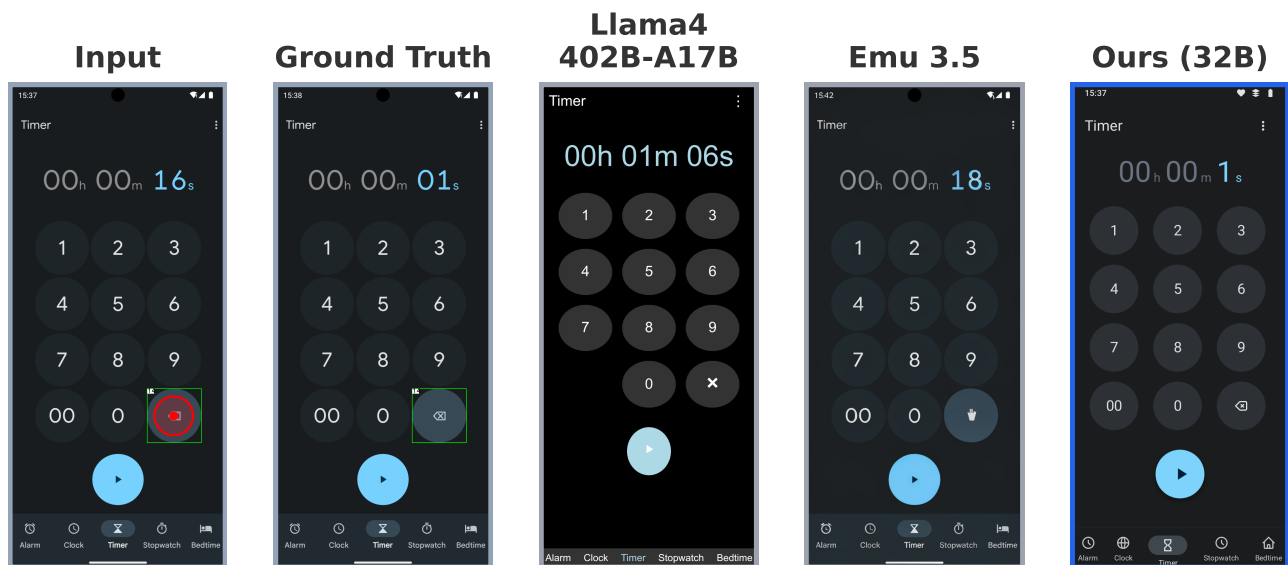 Input
15:37
Timer
00h 00m 16s
1 2 3
4 5 6
7 8 9
00 0
Alarm Clock Timer Stopwatch Bedtime
Ground Truth
15:38
Timer
00h 00m 01s
1 2 3
4 5 6
7 8 9
00 0
Alarm Clock Timer Stopwatch Bedtime
Llama4
402B-A17B
Timer
00h 01m 06s
1 2 3
4 5 6
7 8 9
0 ×
Alarm Clock Timer Stopwatch Bedtime
Emu 3.5
15:42
Timer
00h 00m 18s
1 2 3
4 5 6
7 8 9
00 0
Alarm Clock Timer Stopwatch Bedtime
Ours (32B)
15:37
Timer
00h 00m 1s
1 2 3
4 5 6
7 8 9
00 0
Alarm Clock Timer Stopwatch Bedtime